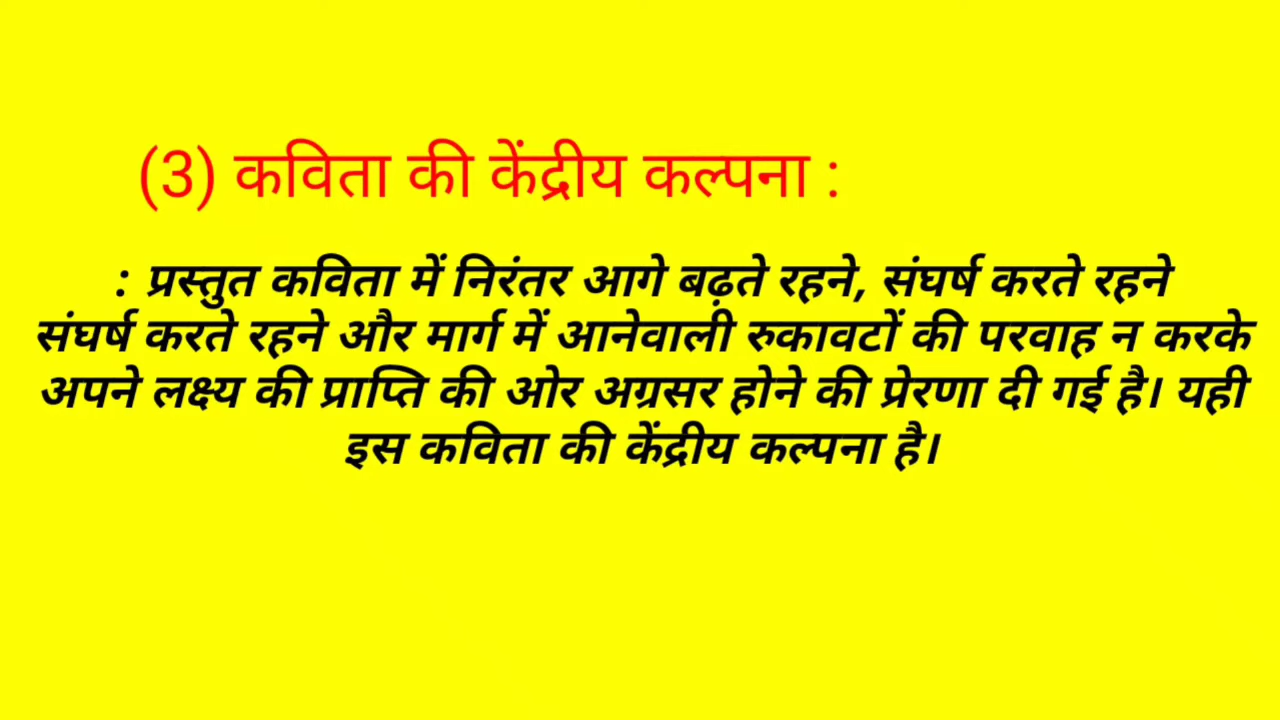 (3) कविता की केंद्रीय कल्पना :
: प्रस्तुत कविता में निरंतर आगे बढ़ते रहने, संघर्ष करते रहने
संघर्ष करते रहने और मार्ग में आनेवाली रुकावटों की परवाह न करके
अपने लक्ष्य की प्राप्ति की ओर अग्रसर होने की प्रेरणा दी गई है। यही
इस कविता की केंद्रीय कल्पना है।